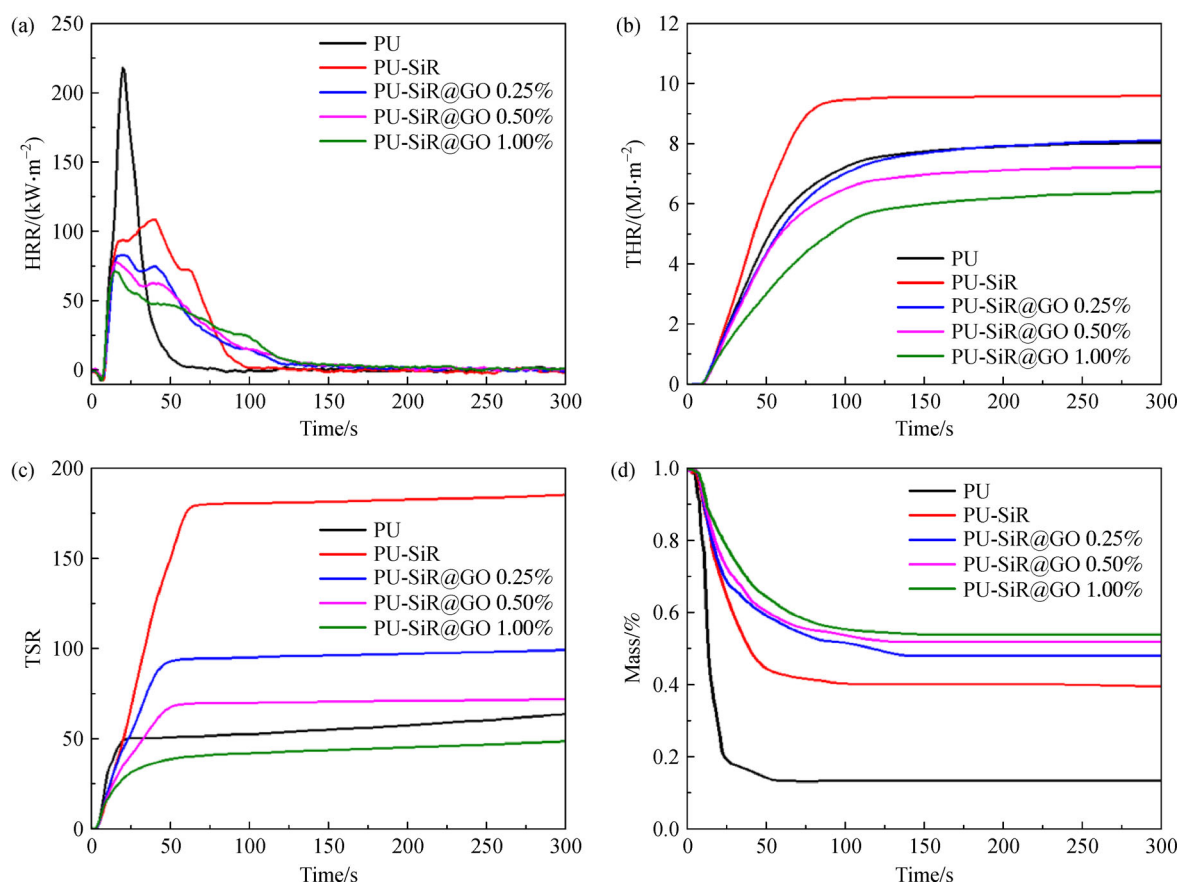 (a)
250
200
150
100
50
0
HRR/(kW·m⁻²)
PU
PU-SiR
PU-SiR@GO 0.25%
PU-SiR@GO 0.50%
PU-SiR@GO 1.00%
0 50 100 150 200 250 300
Time/s
(b)
12
10
8
6
4
2
0
THR/(MJ·m⁻²)
PU
PU-SiR
PU-SiR@GO 0.25%
PU-SiR@GO 0.50%
PU-SiR@GO 1.00%
0 50 100 150 200 250 300
Time/s
(c)
200
150
100
50
0
TSR
PU
PU-SiR
PU-SiR@GO 0.25%
PU-SiR@GO 0.50%
PU-SiR@GO 1.00%
0 50 100 150 200 250 300
Time/s
(d)
1.0
0.8
0.6
0.4
0.2
0.0
Mass/%
PU
PU-SiR
PU-SiR@GO 0.25%
PU-SiR@GO 0.50%
PU-SiR@GO 1.00%
0 50 100 150 200 250 300
Time/s